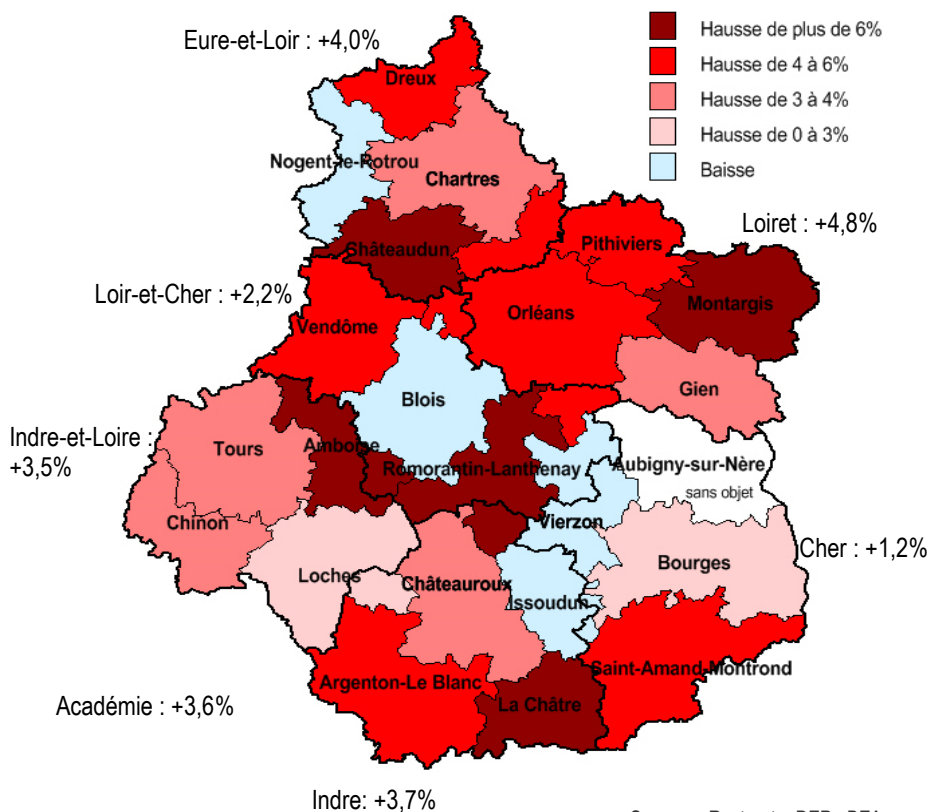 Eure-et-Loir : +4,0%
Hausse de plus de 6%
Hausse de 4 à 6%
Hausse de 3 à 4%
Hausse de 0 à 3%
Baisse
Dreux
Nogent-le-Rotrou
Chartres
Loiret : +4,8%
Pithiviers
Shâteaudun
Loir-et-Cher : +2,2%
Montargis
Orléans
Vendôme
Gien
Blois
Indre-et-Loire :
+3,5%
Tours
Amboise
Romorantin-Lanthenay
Aubigny-sur-Nère
sans objet
Chinon
Vierzon
Cher : +1,2%
Bourges
Loches
Châteauroux
Issoudun
Saint-Amand-Montrond
Argenton-Le Blanc
La Châtre
Académie : +3,6%
Indre: +3,7%